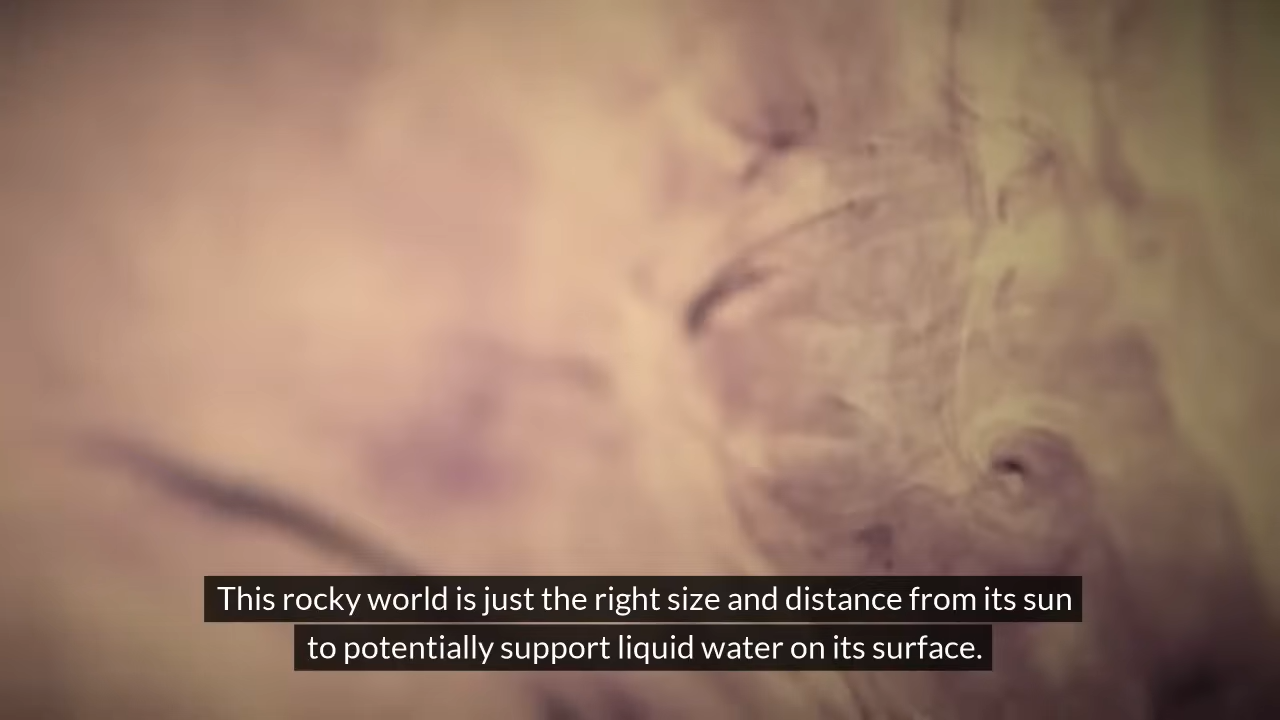 This rocky world is just the right size and distance from its sun
to potentially support liquid water on its surface.